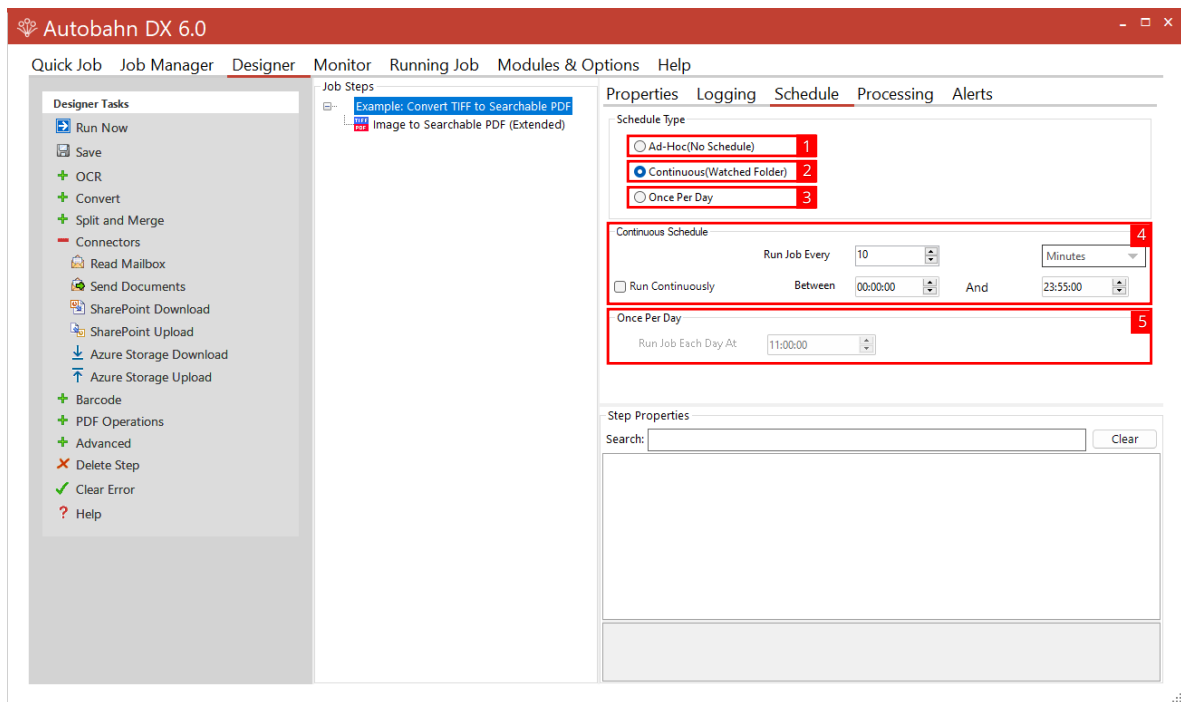 Autobahn DX 6.0
Quick Job Job Manager Designer Monitor Running Job Modules & Options Help
Designer Tasks
Run Now
Save
OCR
Convert
Split and Merge
Connectors
Read Mailbox
Send Documents
SharePoint Download
SharePoint Upload
Azure Storage Download
Azure Storage Upload
Barcode
PDF Operations
Advanced
Delete Step
Clear Error
Help
Job Steps
Example: Convert TIFF to Searchable PDF
TIFF
PDF
Image to Searchable PDF (Extended)
Properties Logging Schedule Processing Alerts
Schedule Type
Ad-Hoc(No Schedule) 1
Continuous(Watched Folder) 2
Once Per Day 3
Continuous Schedule 4
Run Job Every 10 Minutes
Run Continuously Between 00:00:00 And 23:55:00
Once Per Day 5
Run Job Each Day At 11:00:00
Step Properties
Search: Clear